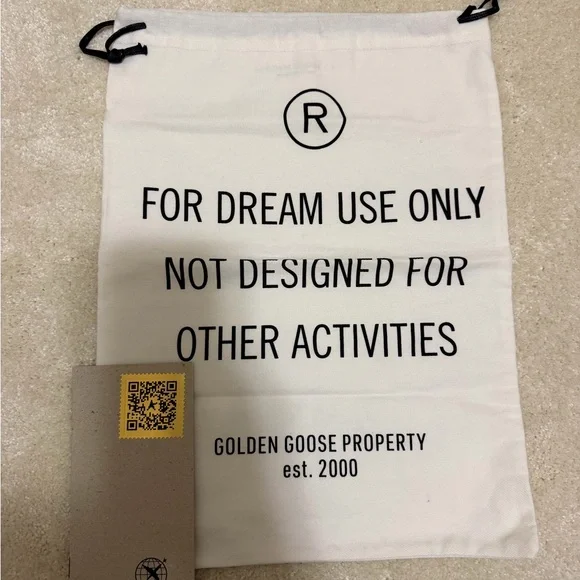 R
FOR DREAM USE ONLY
NOT DESIGNED FOR
OTHER ACTIVITIES
GOLDEN GOOSE PROPERTY
est. 2000